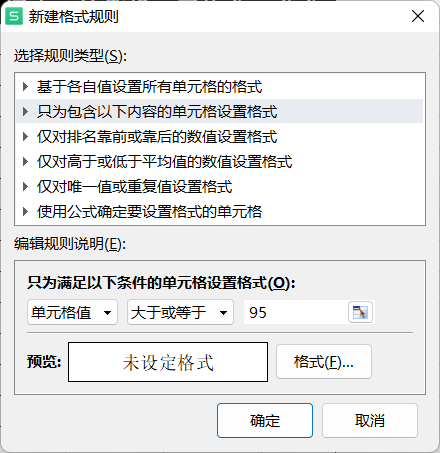 新建格式规则
选择规则类型(S):
基于各自值设置所有单元格的格式
只为包含以下内容的单元格设置格式
仅对排名靠前或靠后的数值设置格式
仅对高于或低于平均值的数值设置格式
仅对唯一值或重复值设置格式
使用公式确定要设置格式的单元格
编辑规则说明(E):
只为满足以下条件的单元格设置格式(O):
单元格值 大于或等于 95
预览: 未设定格式 格式(F)...
确定 取消